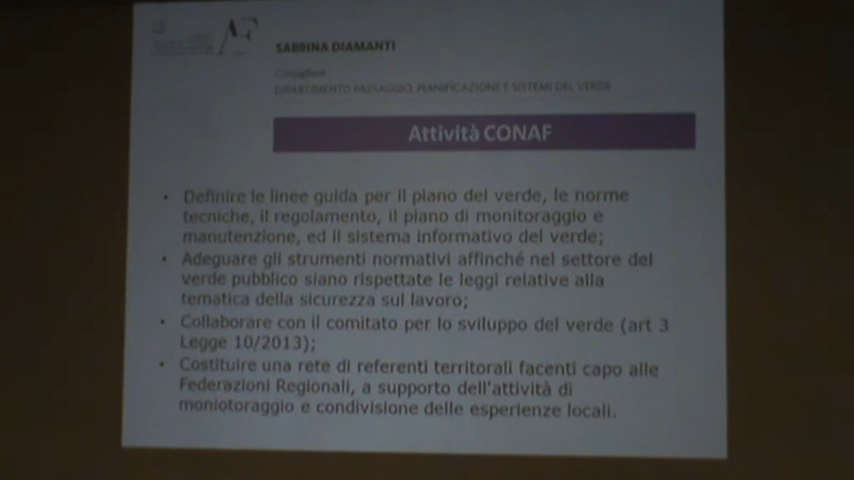 SABRINA DIAMANTI
Consigliere
DIPARTIMENTO PAESAGGIO, PIANIFICAZIONE E SISTEMI DEL VERDE
Attività CONAF
• Definire le linee guida per il piano del verde, le norme
tecniche, il regolamento, il piano di monitoraggio e
manutenzione, ed il sistema informativo del verde;
• Adeguare gli strumenti normativi affinché nel settore del
verde pubblico siano rispettate le leggi relative alla
tematica della sicurezza sul lavoro;
• Collaborare con il comitato per lo sviluppo del verde (art 3
Legge 10/2013);
• Costituire una rete di referenti territorali facenti capo alle
Federazioni Regionali, a supporto dell'attività di
moniotoraggio e condivisione delle esperienze locali.